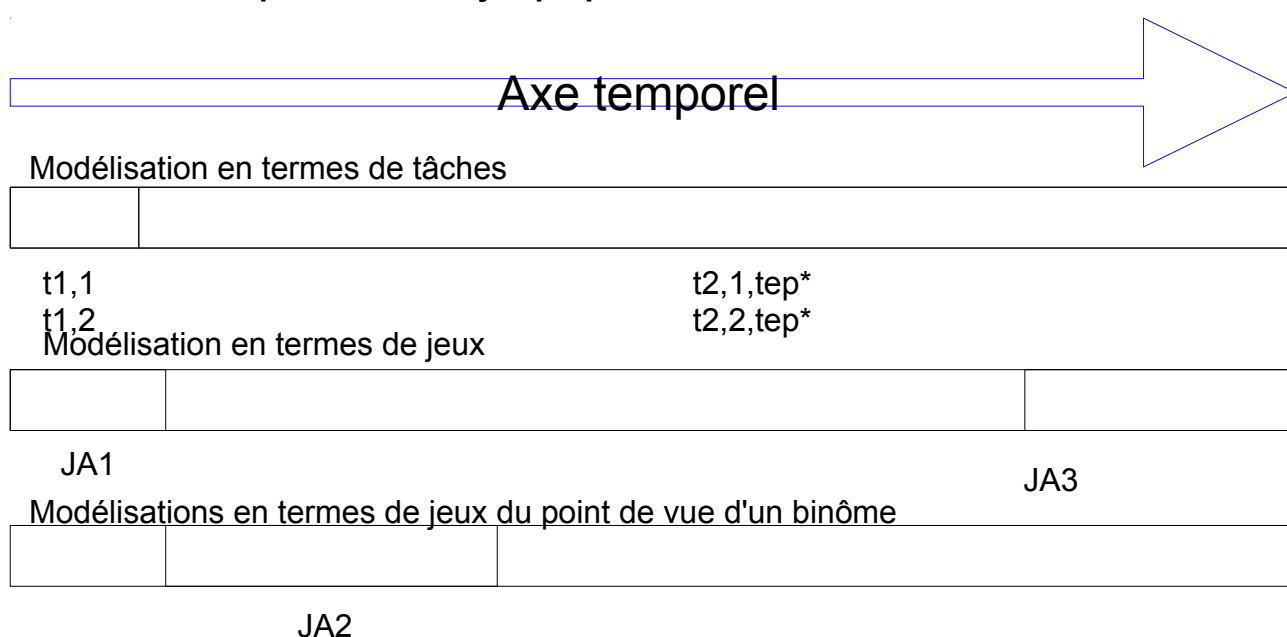 Axe temporel
Modélisation en termes de tâches
t1,1
t2,1,tep*
t1,2
t2,2,tep*
Modélisation en termes de jeux
JA1
JA3
Modélisations en termes de jeux du point de vue d'un binôme
JA2